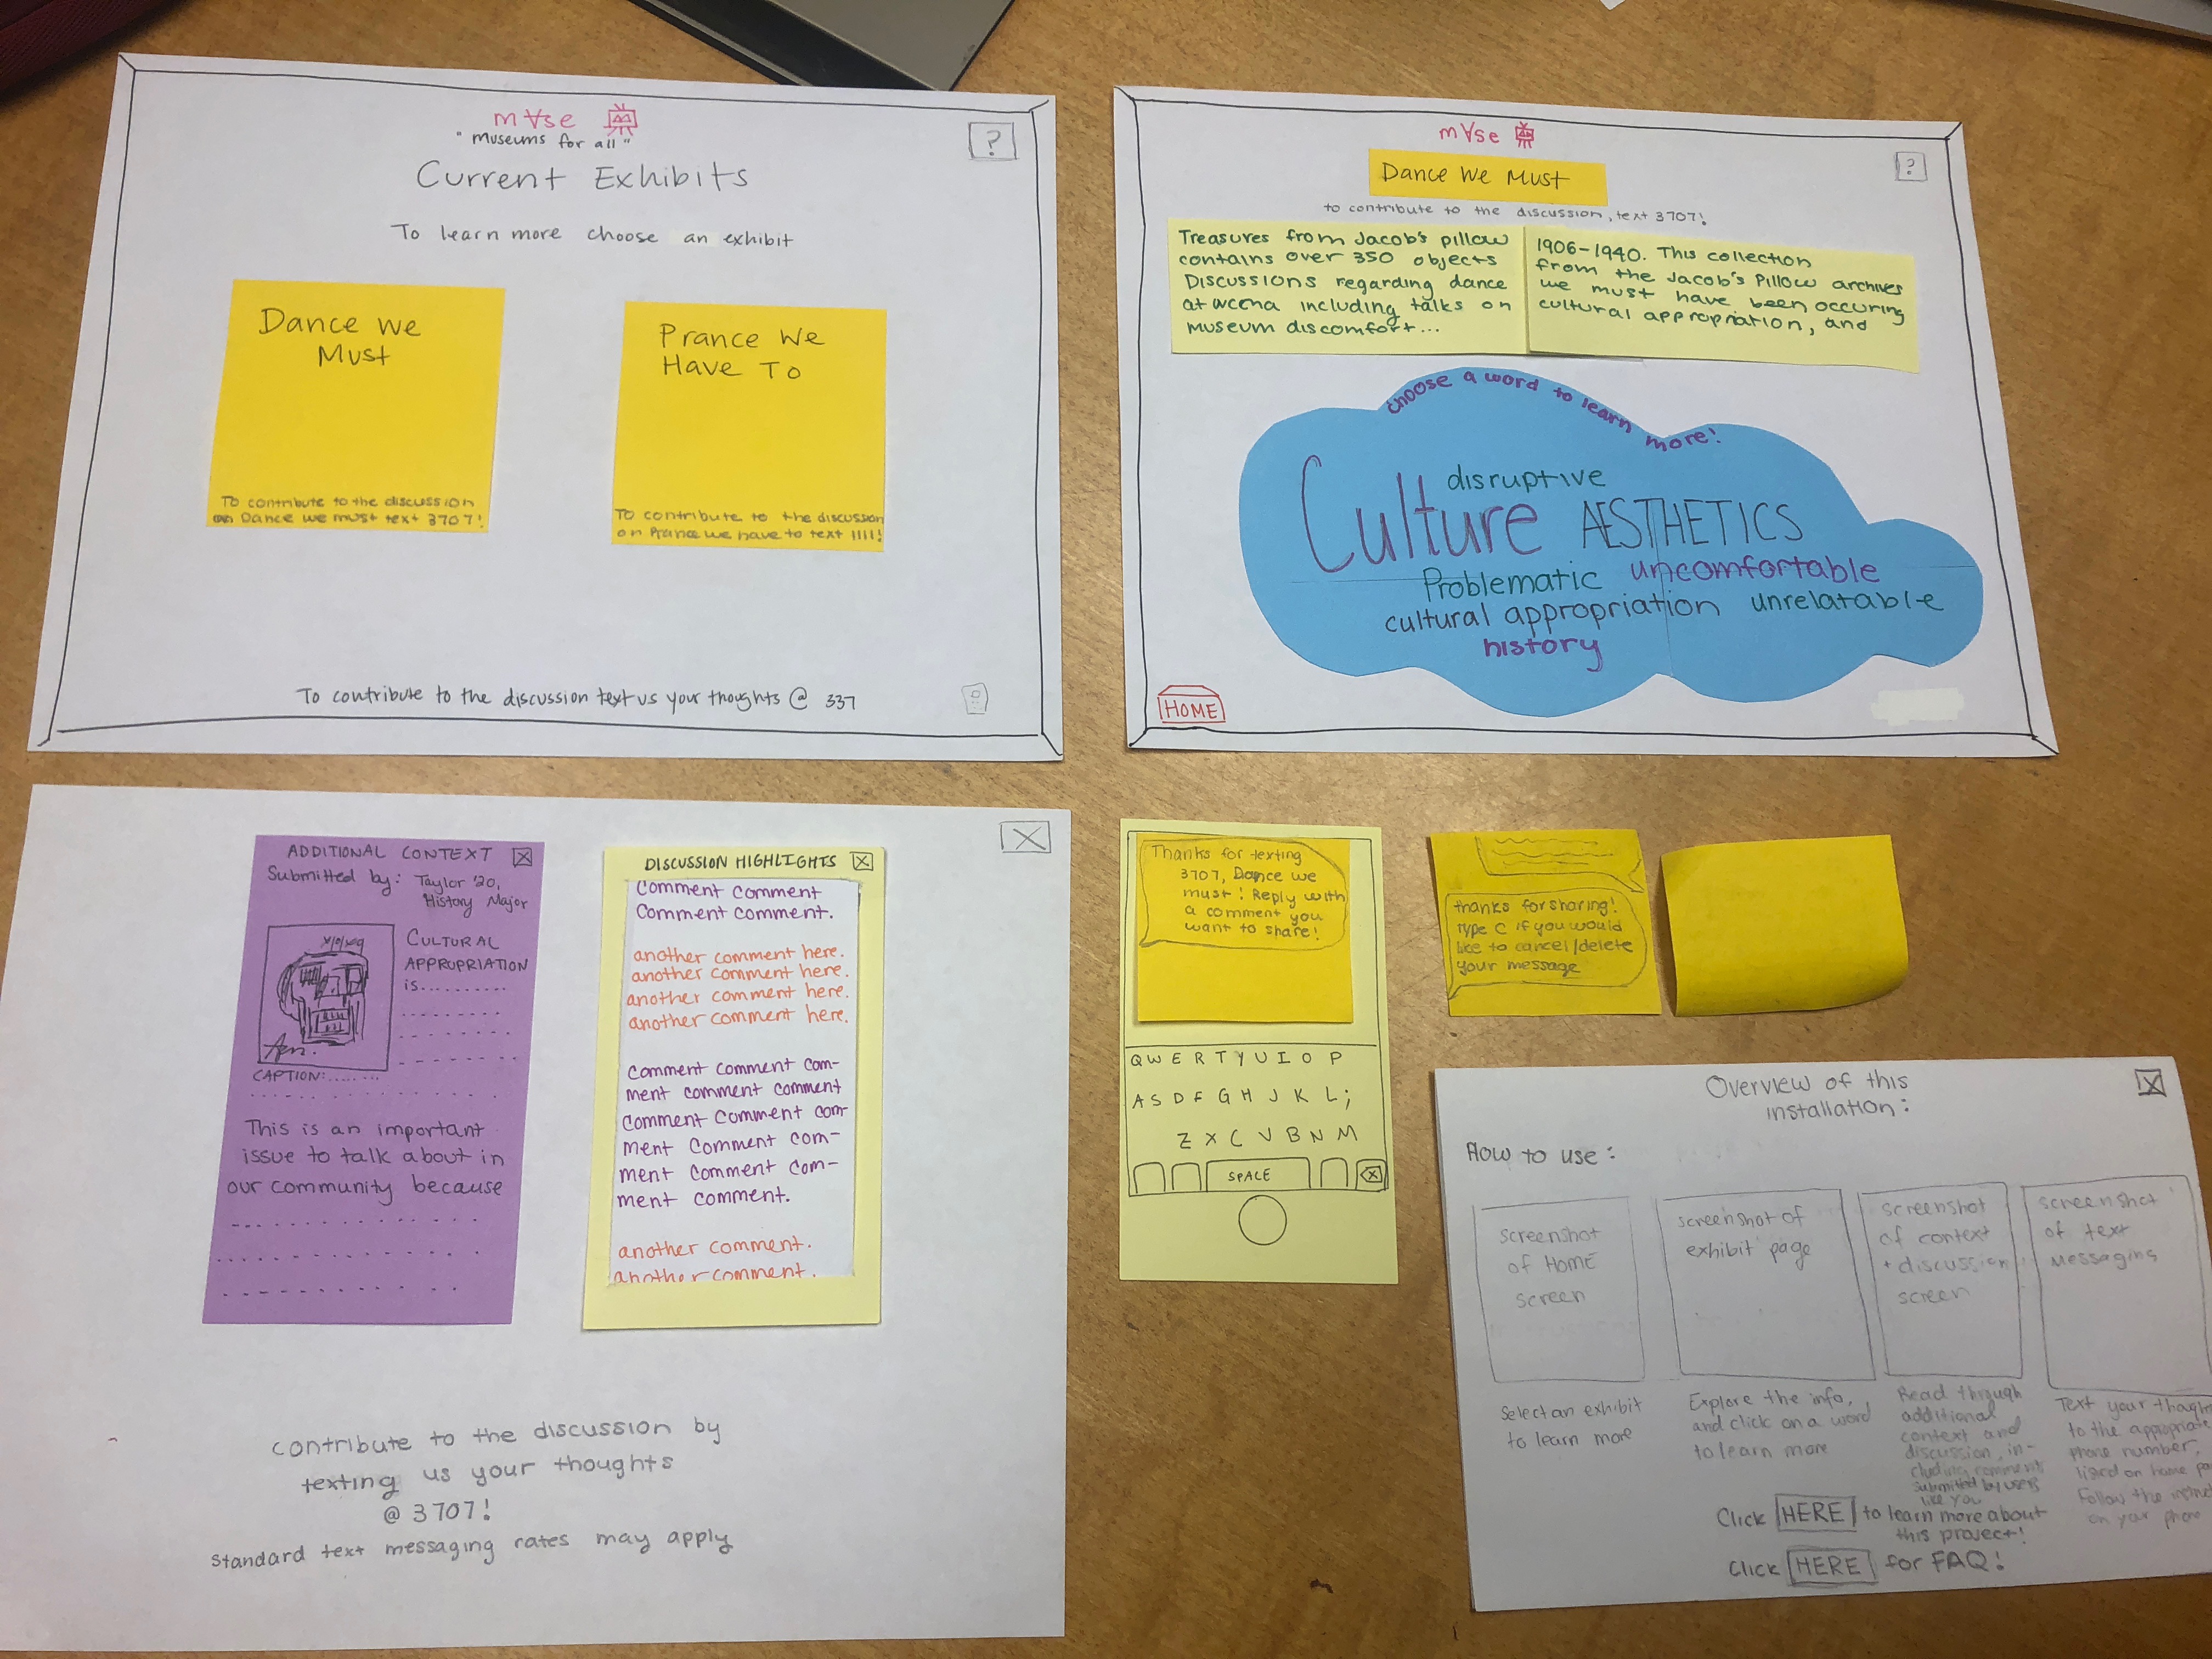 m∀se
"museums for all"
Current Exhibits
To learn more choose an exhibit
?
Dance We
Must
To contribute to the discussion
on Dance we must text 3707!
Prance We
Have To
To contribute to the discussion
on Prance we have to text 1111!
To contribute to the discussion text us your thoughts @ 337
m∀se
?
Dance We Must
to contribute to the discussion, text 3707!
Treasures from Jacob's pillow
contains over 350 objects
Discussions regarding dance
at wcma including talks on
museum discomfort...
1906-1940. This collection
from the Jacob's Pillow archives
we must have been occuring
cultural appropriation, and
choose a word to learn more!
disruptive
Culture AESTHETICS
Problematic uncomfortable
cultural appropriation unrelatable
history
HOME
X
ADDITIONAL CONTEXT X
Submitted by: Taylor '20,
History Major
CULTURAL
APPROPRIATION
is..........
CAPTION:......
This is an important
issue to talk about in
our community because
DISCUSSION HIGHLIGHTS X
Comment comment
Comment comment.
another comment here.
another comment here.
another comment here.
another comment here.
Comment comment com-
ment comment comment
Comment comment com
ment comment com-
ment comment com-
ment comment.
another comment.
another comment.
contribute to the discussion by
texting us your thoughts
@ 3707!
standard text messaging rates may apply
Thanks for texting
3707, Dance we
must! Reply with
a comment you
want to share!
Q W E R T Y U I O P
A S D F G H J K L ;
Z X C V B N M
SPACE X
thanks for sharing!
type C if you would
like to cancel/delete
your message
X
Overview of this
installation:
How to use:
screenshot
of HOME
screen
screenshot of
exhibit page
screenshot
of context
+ discussion
screen
screenshot
of text
messaging
Select an exhibit
to learn more
Explore the info,
and click on a word
to learn more
Read through
additional
context and
discussion, in-
cluding comments
submitted by users
like you
Text your though
to the appropriate
phone number,
listed on home pa
Follow the
on your phone
Click HERE to learn more about
this project!
Click HERE for FAQ!